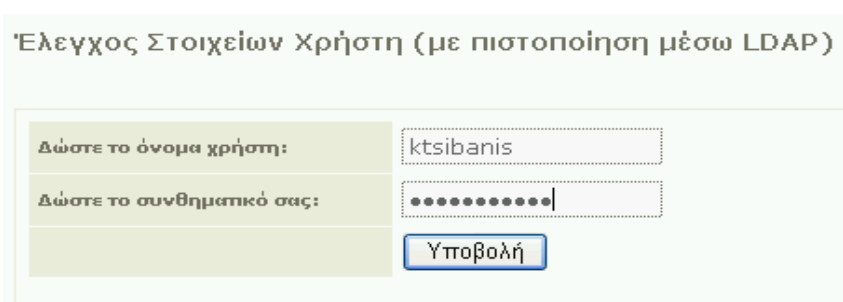 Έλεγχος Στοιχείων Χρήστη (με πιστοποίηση μέσω LDAP)
Δώστε το όνομα χρήστη: ktsibanis
Δώστε το συνθηματικό σας: •••••••••••
Υποβολή